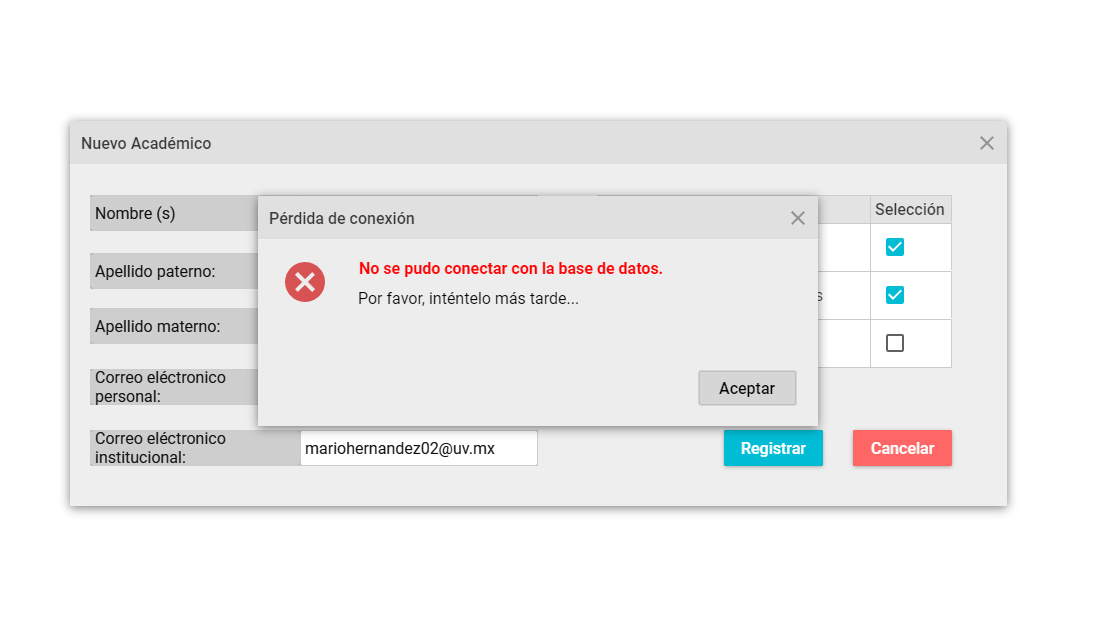 Nuevo Académico
Nombre (s)
Selección
Pérdida de conexión
No se pudo conectar con la base de datos.
Por favor, inténtelo más tarde...
Apellido paterno:
s
Apellido materno:
Aceptar
Correo eléctronico
personal:
Correo eléctronico
institucional:
mariohernandez02@uv.mx
Registrar
Cancelar